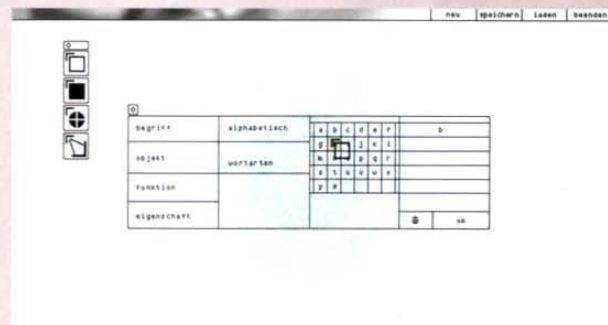 neu speichern laden beenden
begriff alphabetisch a b c d e f b
g j k l
objekt wortarten m p q r
s t u v w x
funktion y z
eigenschaft ok